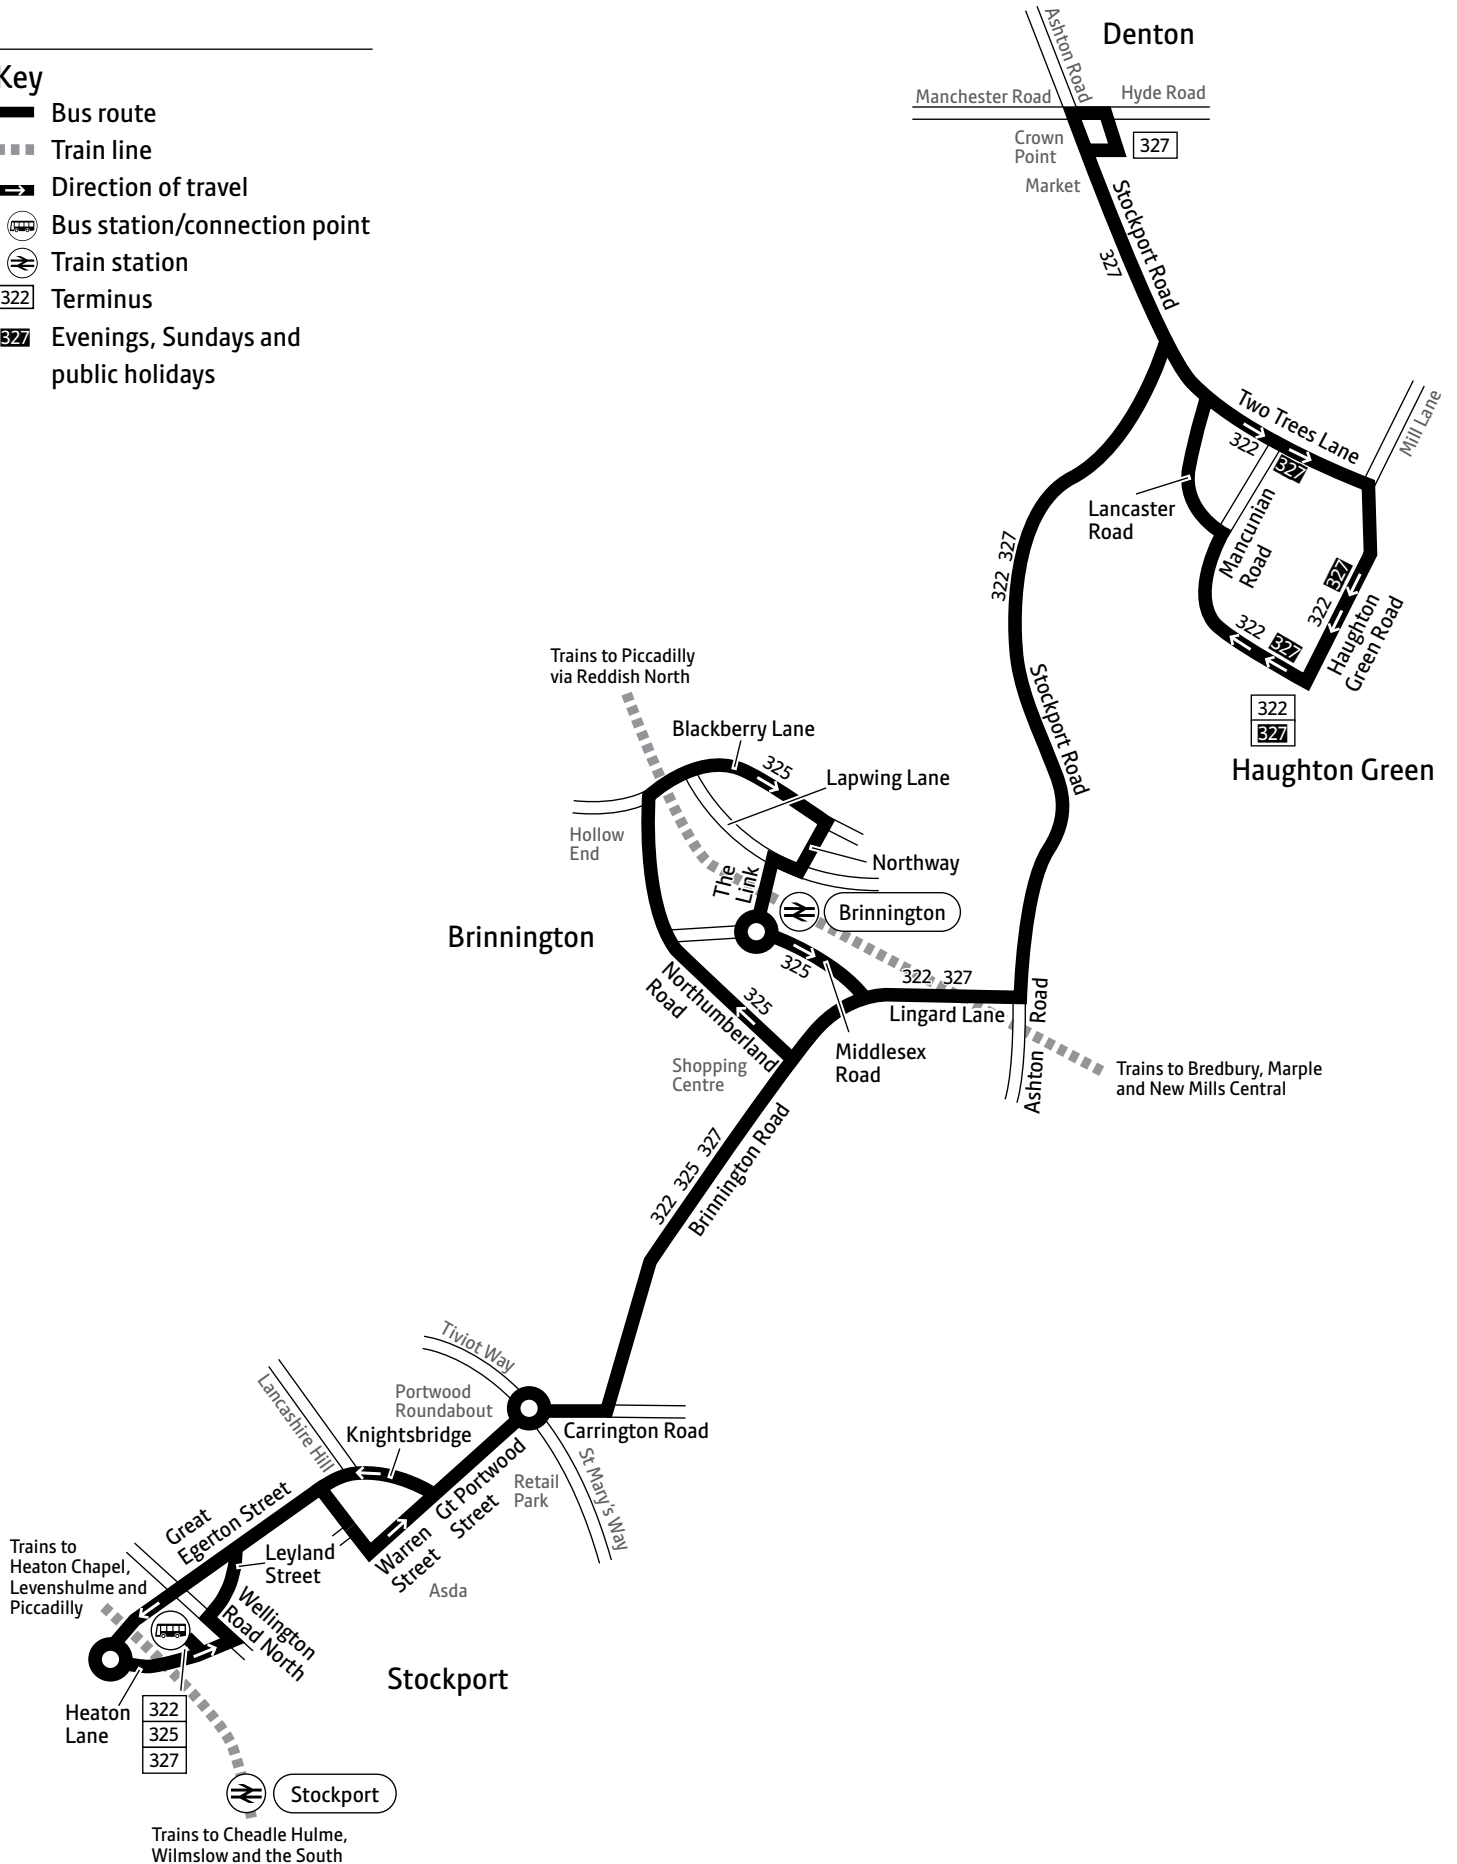 Key
Bus route
Train line
Direction of travel
Bus station/connection point
Train station
322 Terminus
327 Evenings, Sundays and
public holidays
Denton
Ashton Road
Manchester Road
Hyde Road
Crown
Point
327
Market
Stockport Road
327
Two Trees Lane
Mill Lane
322
327
Lancaster
Road
Mancunian
Road
322 327
327
322
Haughton
Green Road
322
327
322
327
Haughton Green
Stockport Road
Trains to Piccadilly
via Reddish North
Blackberry Lane
325
Lapwing Lane
Hollow
End
Northway
The
Link
Brinnington
Brinnington
325
322 327
Lingard Lane
Ashton Road
Northumberland
Road
325
Middlesex
Road
Shopping
Centre
Trains to Bredbury, Marple
and New Mills Central
322 325 327
Brinnington Road
Tiviot Way
Portwood
Roundabout
Carrington Road
Lancashire Hill
Knightsbridge
Gt Portwood
Street
Retail
Park
St Mary's Way
Great
Egerton Street
Warren
Street
Asda
Leyland
Street
Trains to
Heaton Chapel,
Levenshulme and
Piccadilly
Wellington
Road North
Stockport
Heaton
Lane
322
325
327
Stockport
Trains to Cheadle Hulme,
Wilmslow and the South